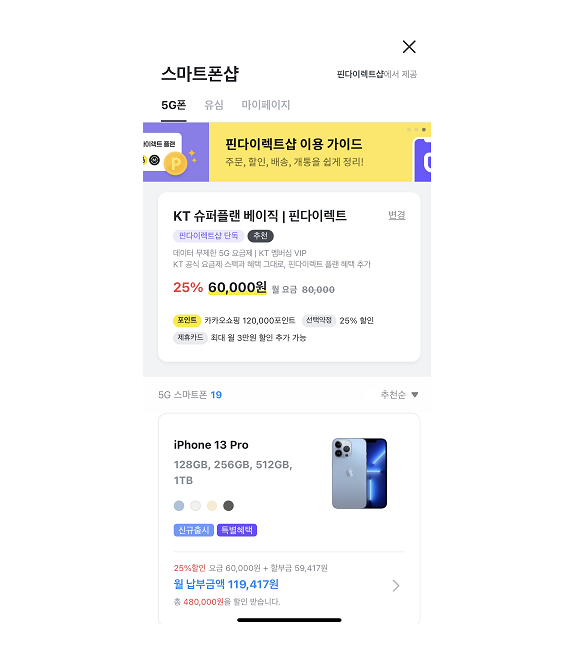 스마트폰샵
핀다이렉트샵에서 제공
5G폰 유심 마이페이지
이렉트 플랜
P
핀다이렉트샵 이용 가이드
주문, 할인, 배송, 개통을 쉽게 정리!
KT 슈퍼플랜 베이직 | 핀다이렉트
변경
핀다이렉트샵 단독 추천
데이터 무제한 5G 요금제 | KT 멤버십 VIP
KT 공식 요금제 스펙과 혜택 그대로, 핀다이렉트 플랜 혜택 추가
25% 60,000원 월 요금 80,000
포인트 카카오쇼핑 120,000포인트 선택약정 25% 할인
제휴카드 최대 월 3만원 할인 추가 가능
5G 스마트폰 19
추천순
iPhone 13 Pro
128GB, 256GB, 512GB,
1TB
신규출시 특별혜택
25%할인 요금 60,000원 + 할부금 59,417원
월 납부금액 119,417원
총 480,000원을 할인 받습니다.